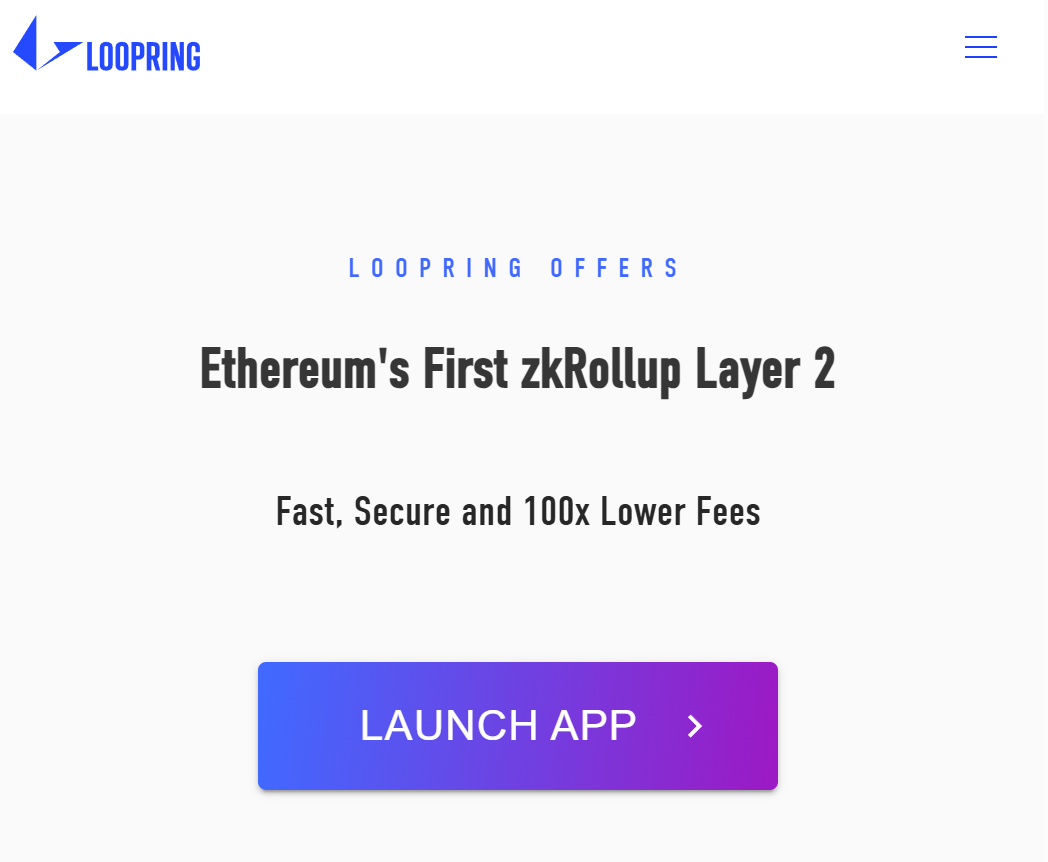 LOOPRING
LOOPRING OFFERS
Ethereum's First zkRollup Layer 2
Fast, Secure and 100x Lower Fees
LAUNCH APP